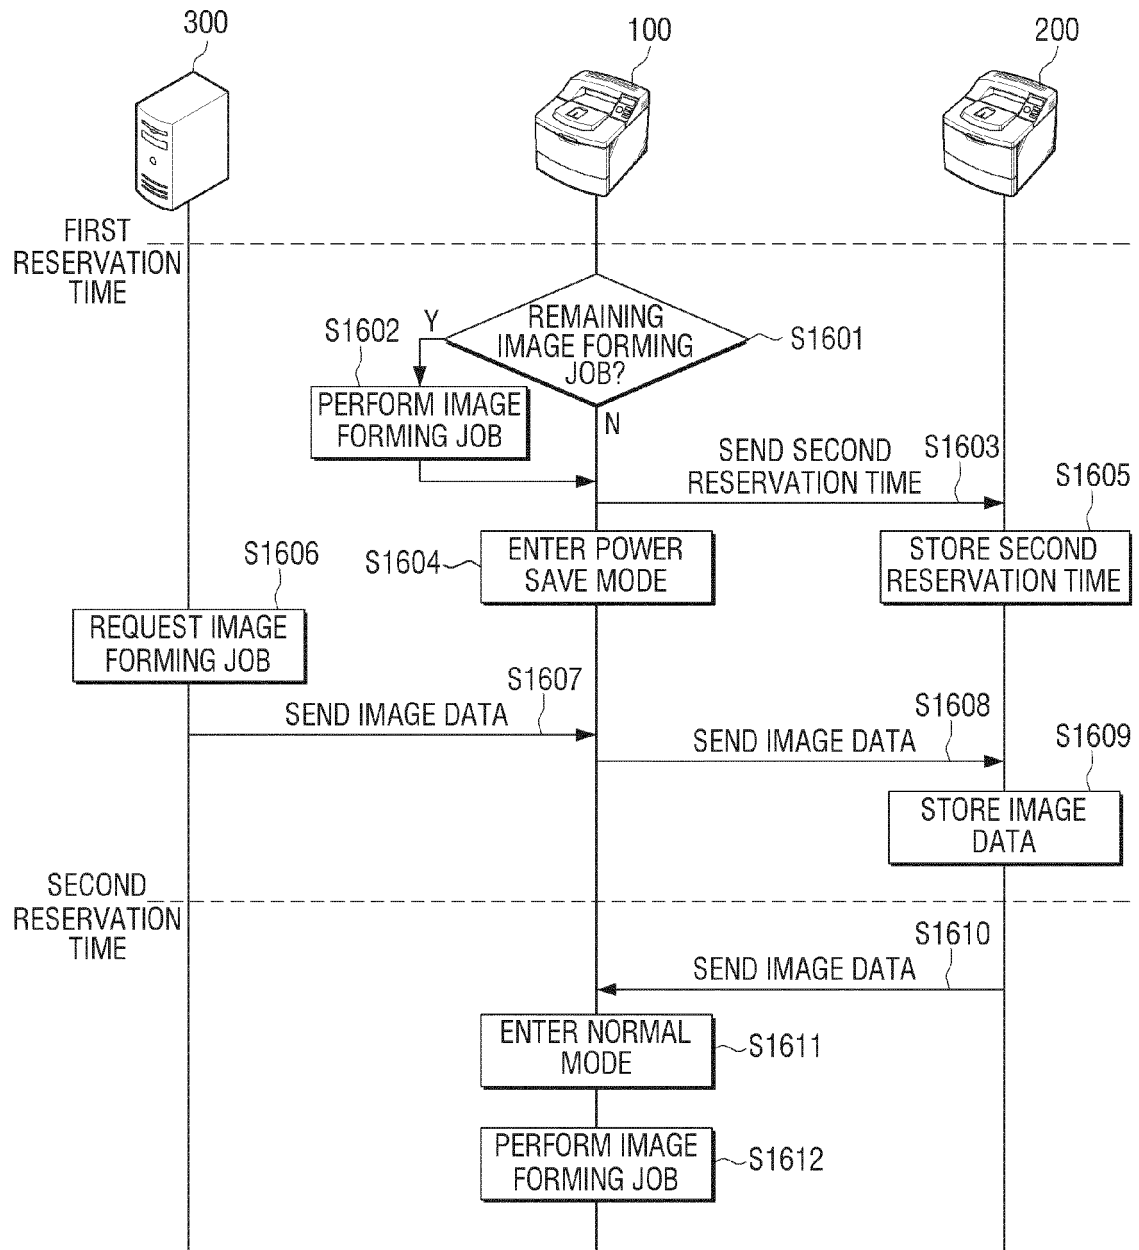 300
100
200
FIRST
RESERVATION
TIME
REMAINING
IMAGE FORMING
JOB?
S1601
Y
S1602
PERFORM IMAGE
FORMING JOB
N
SEND SECOND
RESERVATION TIME
S1603
S1604
ENTER POWER
SAVE MODE
S1605
STORE SECOND
RESERVATION TIME
S1606
REQUEST IMAGE
FORMING JOB
SEND IMAGE DATA
S1607
SEND IMAGE DATA
S1608
S1609
STORE IMAGE
DATA
SECOND
RESERVATION
TIME
SEND IMAGE DATA
S1610
ENTER NORMAL
MODE
S1611
PERFORM IMAGE
FORMING JOB
S1612